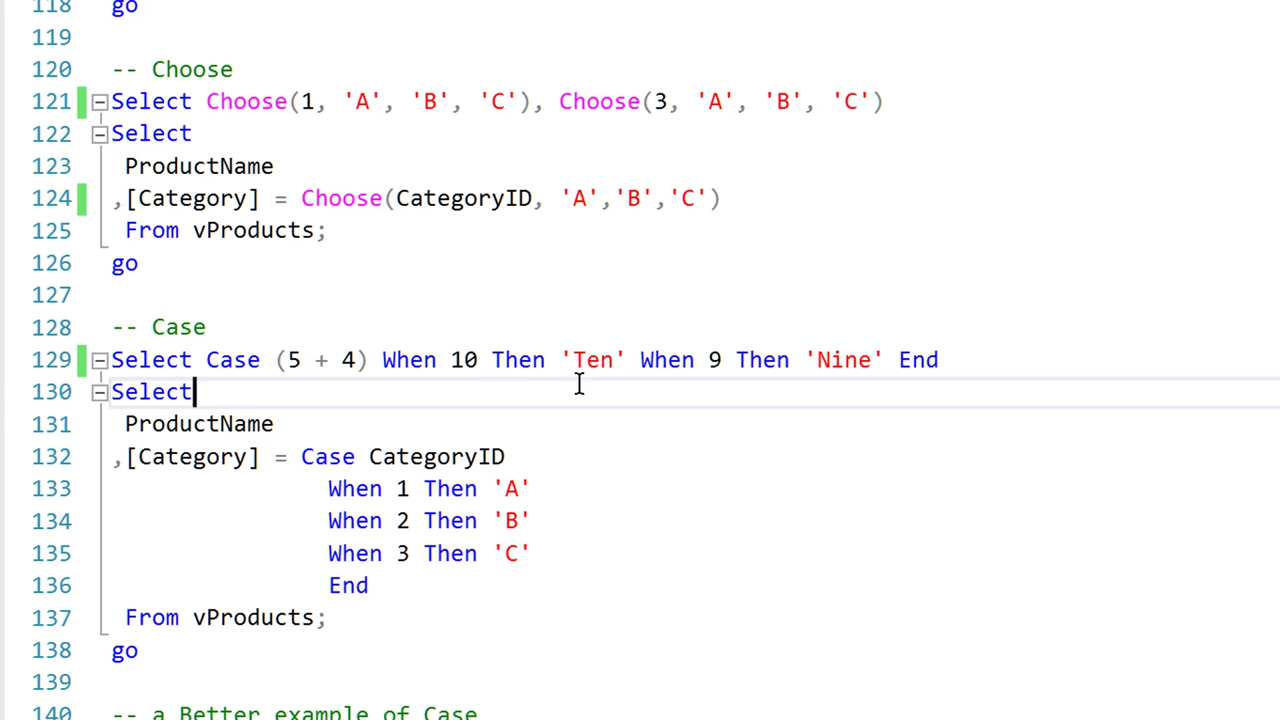 118 go
119
120 -- Choose
121 Select Choose(1, 'A', 'B', 'C'), Choose(3, 'A', 'B', 'C')
122 Select
123 ProductName
124 ,[Category] = Choose(CategoryID, 'A','B','C')
125 From vProducts;
126 go
127
128 -- Case
129 Select Case (5 + 4) When 10 Then 'Ten' When 9 Then 'Nine' End
130 Select
131 ProductName
132 ,[Category] = Case CategoryID
133 When 1 Then 'A'
134 When 2 Then 'B'
135 When 3 Then 'C'
136 End
137 From vProducts;
138 go
139
140 -- a Better example of Case